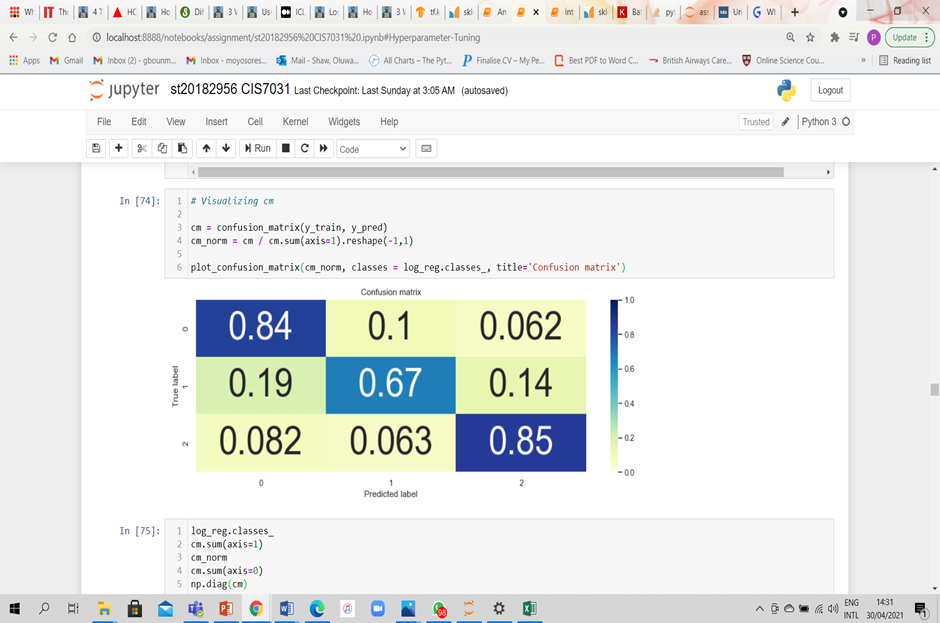 Wh
The
4 T
HC
Ho
Dif
3 V
Us
ICL
Lo
Ho
3 V
tf.k
skl
An
x
Int
skl
Bat
pyt
ass
Un
Wh
+
localhost:8888/notebooks/assignment/st20182956%20CIS7031%20.ipynb#Hyperparameter-Tuning
P
Update
Apps
Gmail
Inbox (2) - gbounm...
Inbox - moyosores...
Mail - Shaw, Oluwa...
All Charts — The Pyt...
Finalise CV — My Pe...
Best PDF to Word C...
British Airways Care...
Online Science Cou...
»
Reading list
jupyter st20182956 CIS7031 Last Checkpoint: Last Sunday at 3:05 AM (autosaved)
Logout
File Edit View Insert Cell Kernel Widgets Help
Trusted
Python 3
Run
Code
In [74]:
1 # Visualizing cm
2
3 cm = confusion_matrix(y_train, y_pred)
4 cm_norm = cm / cm.sum(axis=1).reshape(-1,1)
5
6 plot_confusion_matrix(cm_norm, classes = log_reg.classes_, title='Confusion matrix')
Confusion matrix
True label
0 0.84 0.1 0.062
1 0.19 0.67 0.14
2 0.082 0.063 0.85
0 1 2
Predicted label
1.0
0.8
0.6
0.4
0.2
0.0
In [75]:
1 log_reg.classes_
2 cm.sum(axis=1)
3 cm_norm
4 cm.sum(axis=0)
5 np.diag(cm)
ENG
INTL
14:31
30/04/2021